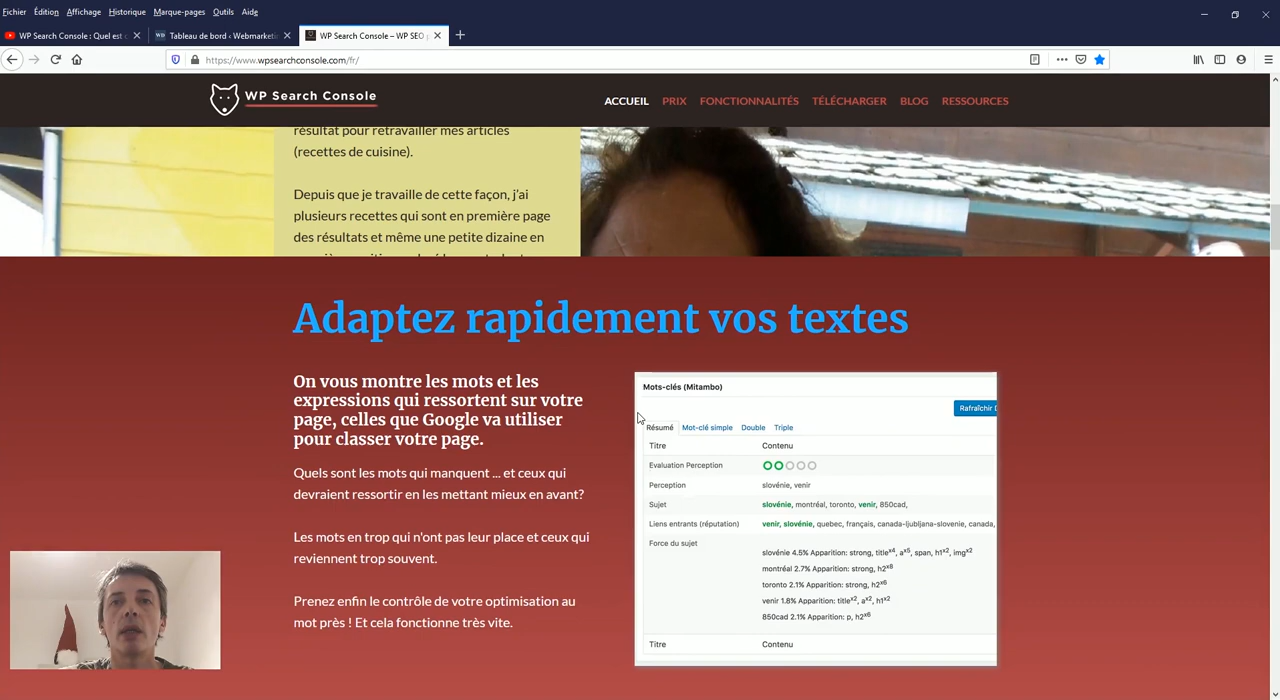 Fichier Édition Affichage Historique Marque-pages Outils Aide
WP Search Console : Quel est c
Tableau de bord ‹ Webmarketin
WP Search Console – WP SEO p
https://www.wpsearchconsole.com/fr/
WP Search Console
ACCUEIL PRIX FONCTIONNALITÉS TÉLÉCHARGER BLOG RESSOURCES
résultat pour retravailler mes articles
(recettes de cuisine).
Depuis que je travaille de cette façon, j'ai
plusieurs recettes qui sont en première page
des résultats et même une petite dizaine en
Adaptez rapidement vos textes
On vous montre les mots et les
expressions qui ressortent sur votre
page, celles que Google va utiliser
pour classer votre page.
Quels sont les mots qui manquent ... et ceux qui
devraient ressortir en les mettant mieux en avant?
Les mots en trop qui n'ont pas leur place et ceux qui
reviennent trop souvent.
Prenez enfin le contrôle de votre optimisation au
mot près ! Et cela fonctionne très vite.
Mots-clés (Mitambo)
Rafraîchir D
Résumé Mot-clé simple Double Triple
Titre Contenu
Evaluation Perception
Perception slovénie, venir
Sujet slovénie, montréal, toronto, venir, 850cad,
Liens entrants (réputation) venir, slovénie, quebec, français, canada-ljubljana-slovenie, canada,
Force du sujet
slovénie 4.5% Apparition: strong, titlex4, ax5, span, h1x2, imgx2
montréal 2.7% Apparition: strong, h2x8
toronto 2.1% Apparition: strong, h2x6
venir 1.8% Apparition: titlex2, ax2, h1x2
850cad 2.1% Apparition: p, h2x6
Titre Contenu